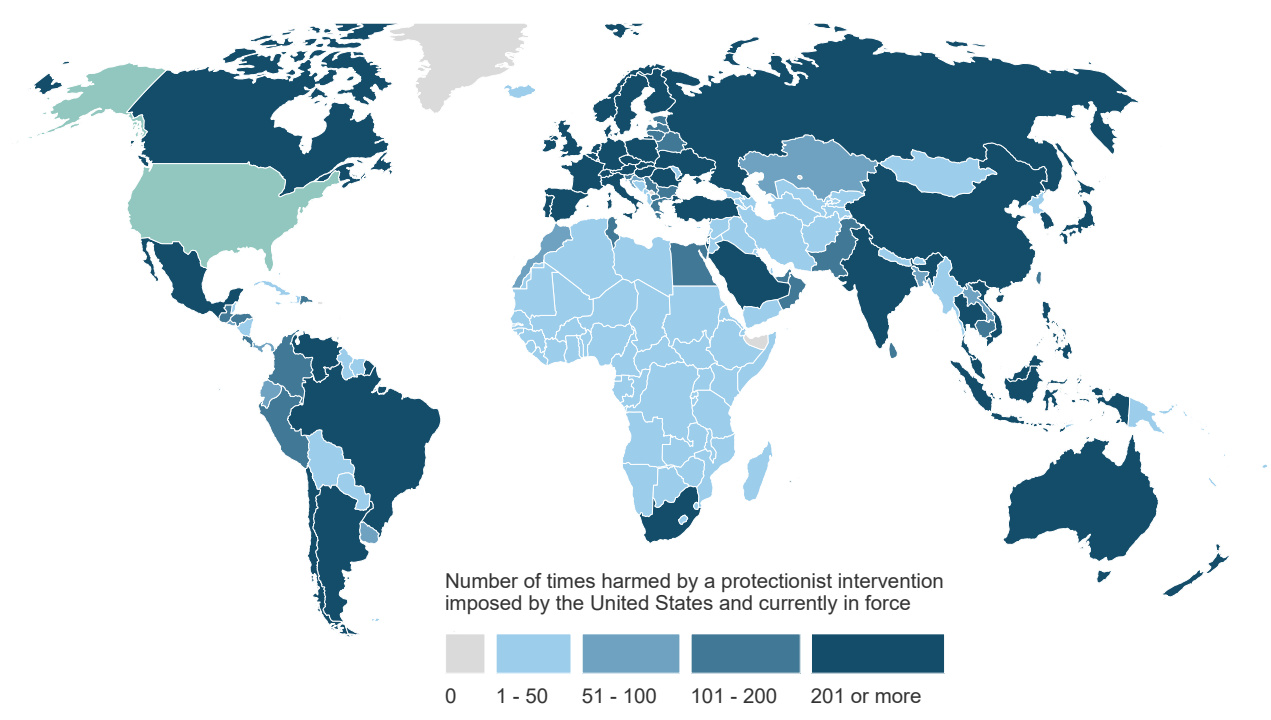 Number of times harmed by a protectionist intervention
imposed by the United States and currently in force
0 1 - 50 51 - 100 101 - 200 201 or more